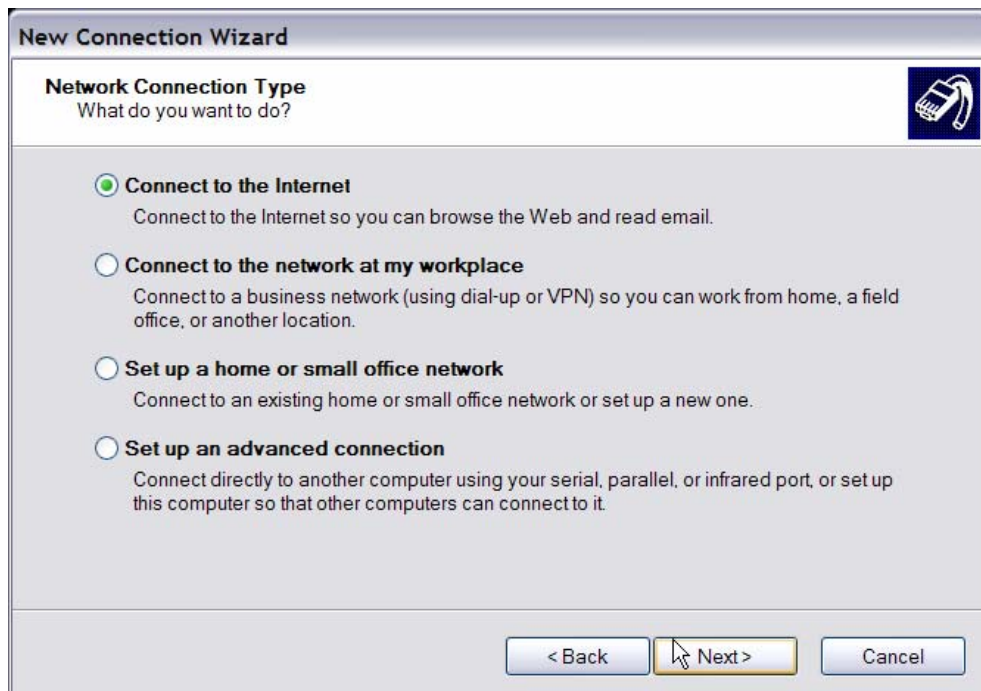 New Connection Wizard
Network Connection Type
What do you want to do?
Connect to the Internet
Connect to the Internet so you can browse the Web and read email.
Connect to the network at my workplace
Connect to a business network (using dial-up or VPN) so you can work from home, a field
office, or another location.
Set up a home or small office network
Connect to an existing home or small office network or set up a new one.
Set up an advanced connection
Connect directly to another computer using your serial, parallel, or infrared port, or set up
this computer so that other computers can connect to it.
< Back
Next >
Cancel